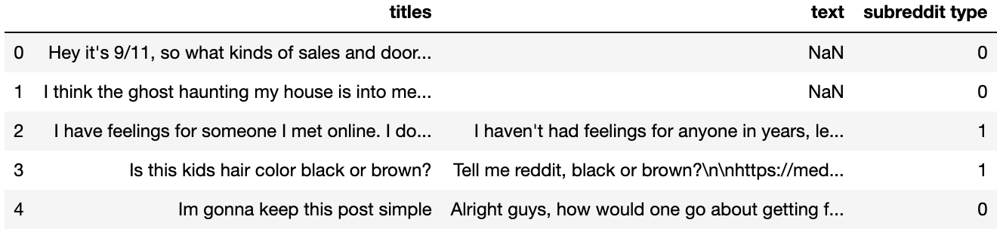 titles text subreddit type
0 Hey it's 9/11, so what kinds of sales and door... NaN 0
1 I think the ghost haunting my house is into me... NaN 0
2 I have feelings for someone I met online. I do... I haven't had feelings for anyone in years, le... 1
3 Is this kids hair color black or brown? Tell me reddit, black or brown?\n\nhttps://med... 1
4 Im gonna keep this post simple Alright guys, how would one go about getting f... 0